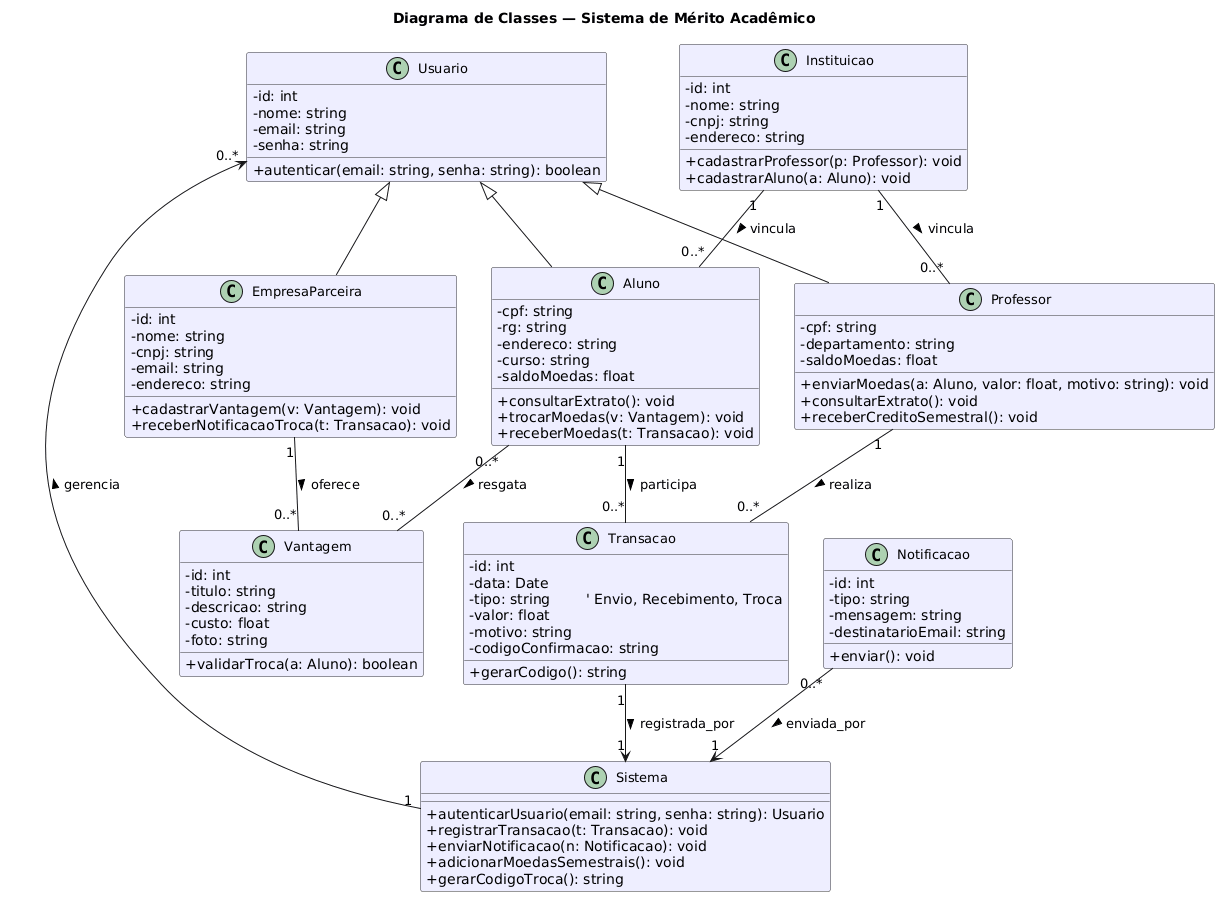 Diagrama de Classes — Sistema de Mérito Acadêmico
C Usuario
-id: int
-nome: string
-email: string
-senha: string
+autenticar(email: string, senha: string): boolean
C Instituicao
-id: int
-nome: string
-cnpj: string
-endereco: string
+cadastrarProfessor(p: Professor): void
+cadastrarAluno(a: Aluno): void
0..*
1
vincula
0..*
1
vincula
0..*
C EmpresaParceira
-id: int
-nome: string
-cnpj: string
-email: string
-endereco: string
+cadastrarVantagem(v: Vantagem): void
+receberNotificacaoTroca(t: Transacao): void
C Aluno
-cpf: string
-rg: string
-endereco: string
-curso: string
-saldoMoedas: float
+consultarExtrato(): void
+trocarMoedas(v: Vantagem): void
+receberMoedas(t: Transacao): void
C Professor
-cpf: string
-departamento: string
-saldoMoedas: float
+enviarMoedas(a: Aluno, valor: float, motivo: string): void
+consultarExtrato(): void
+receberCreditoSemestral(): void
gerencia
1
oferece
0..*
0..*
resgata
0..*
1
participa
0..*
1
realiza
0..*
C Vantagem
-id: int
-titulo: string
-descricao: string
-custo: float
-foto: string
+validarTroca(a: Aluno): boolean
C Transacao
-id: int
-data: Date
-tipo: string ' Envio, Recebimento, Troca
-valor: float
-motivo: string
-codigoConfirmacao: string
+gerarCodigo(): string
C Notificacao
-id: int
-tipo: string
-mensagem: string
-destinatarioEmail: string
+enviar(): void
1
registrada_por
1
0..*
enviada_por
1
1
C Sistema
+autenticarUsuario(email: string, senha: string): Usuario
+registrarTransacao(t: Transacao): void
+enviarNotificacao(n: Notificacao): void
+adicionarMoedasSemestrais(): void
+gerarCodigoTroca(): string